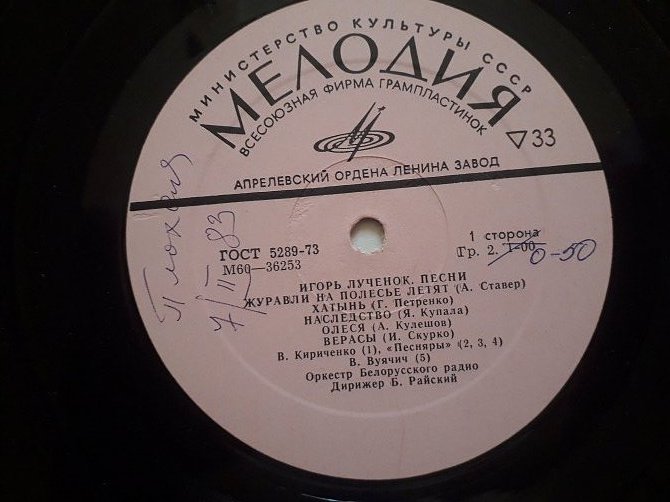 МИНИСТЕРСТВО КУЛЬТУРЫ СССР
МЕЛОДИЯ
ВСЕСОЮЗНАЯ ФИРМА ГРАМПЛАСТИНОК
33
АПРЕЛЕВСКИЙ ОРДЕНА ЛЕНИНА ЗАВОД
Плохая
7/II 83
ГОСТ 5289-73
М60—36253
1 сторона
Гр. 2. 1-00
0-50
ИГОРЬ ЛУЧЕНОК. ПЕСНИ
ЖУРАВЛИ НА ПОЛЕСЬЕ ЛЕТЯТ (А. Ставер)
ХАТЫНЬ (Г. Петренко)
НАСЛЕДСТВО (Я. Купала)
ОЛЕСЯ (А. Кулешов)
ВЕРАСЫ (И. Скурко)
В. Кириченко (1), «Песняры» (2, 3, 4)
В. Вуячич (5)
Оркестр Белорусского радио
Дирижер Б. Райский